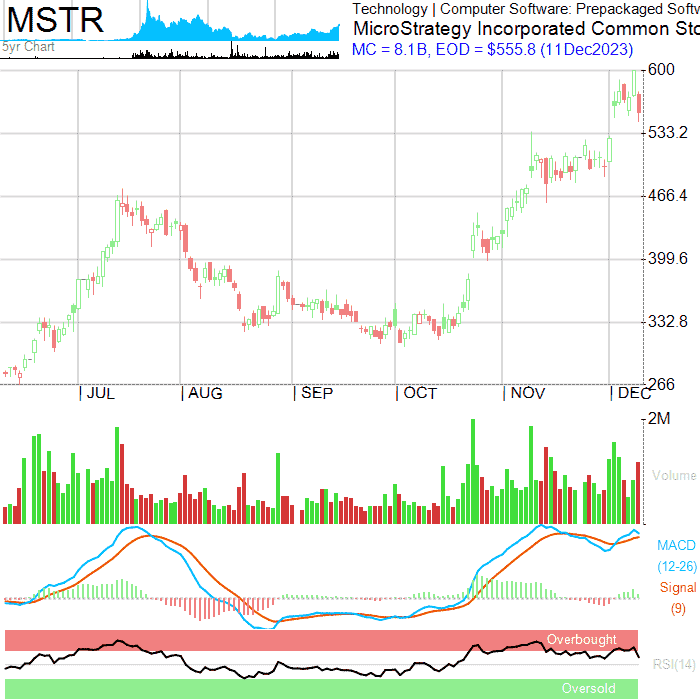 MSTR
5yr Chart
Technology | Computer Software: Prepackaged Softw
MicroStrategy Incorporated Common Sto
MC = 8.1B, EOD = $555.8 (11Dec2023)
600
533.2
466.4
399.6
332.8
266
JUL AUG SEP OCT NOV DEC
2M
Volume
MACD
(12-26)
Signal
(9)
Overbought
RSI(14)
Oversold